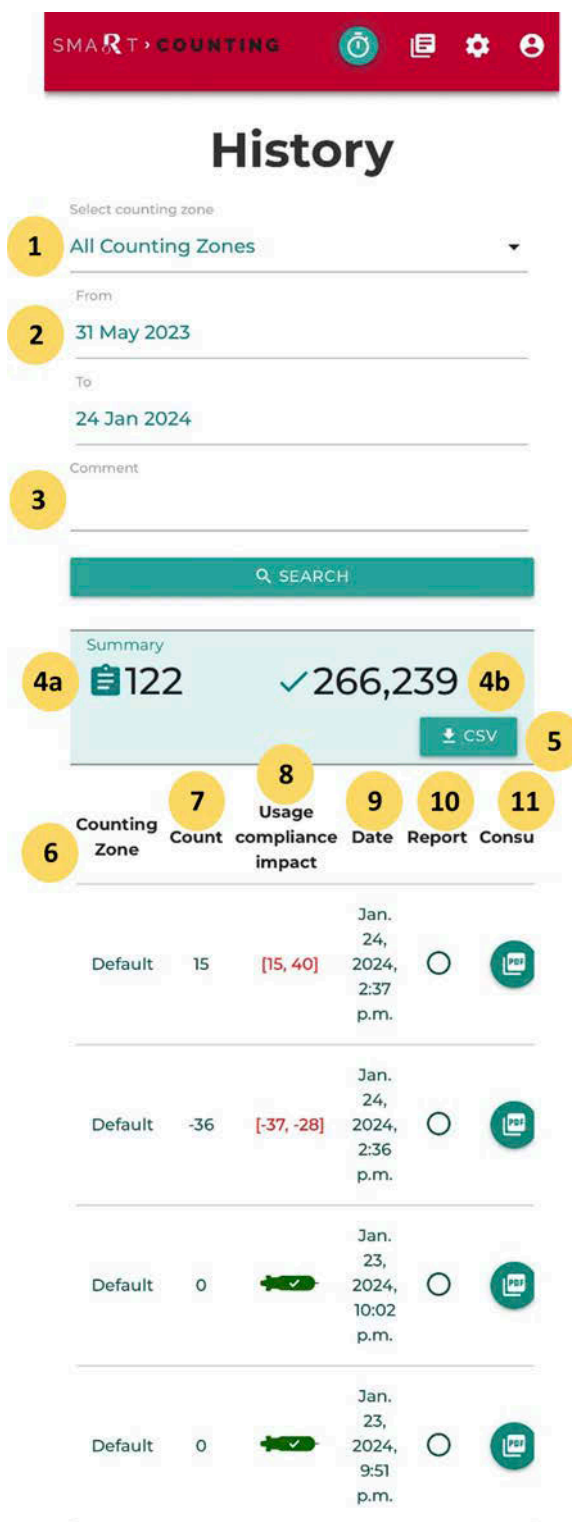 SMART›COUNTING
History
Select counting zone
1 All Counting Zones
From
2 31 May 2023
To
24 Jan 2024
Comment
3
SEARCH
Summary
4a 122 266,239 4b
CSV 5
6 Counting Zone 7 Count 8 Usage compliance impact 9 Date 10 Report 11 Consu
Default 15 [15, 40] Jan. 24, 2024, 2:37 p.m. PDF
Default -36 [-37, -28] Jan. 24, 2024, 2:36 p.m. PDF
Default 0 Jan. 23, 2024, 10:02 p.m. PDF
Default 0 Jan. 23, 2024, 9:51 p.m. PDF